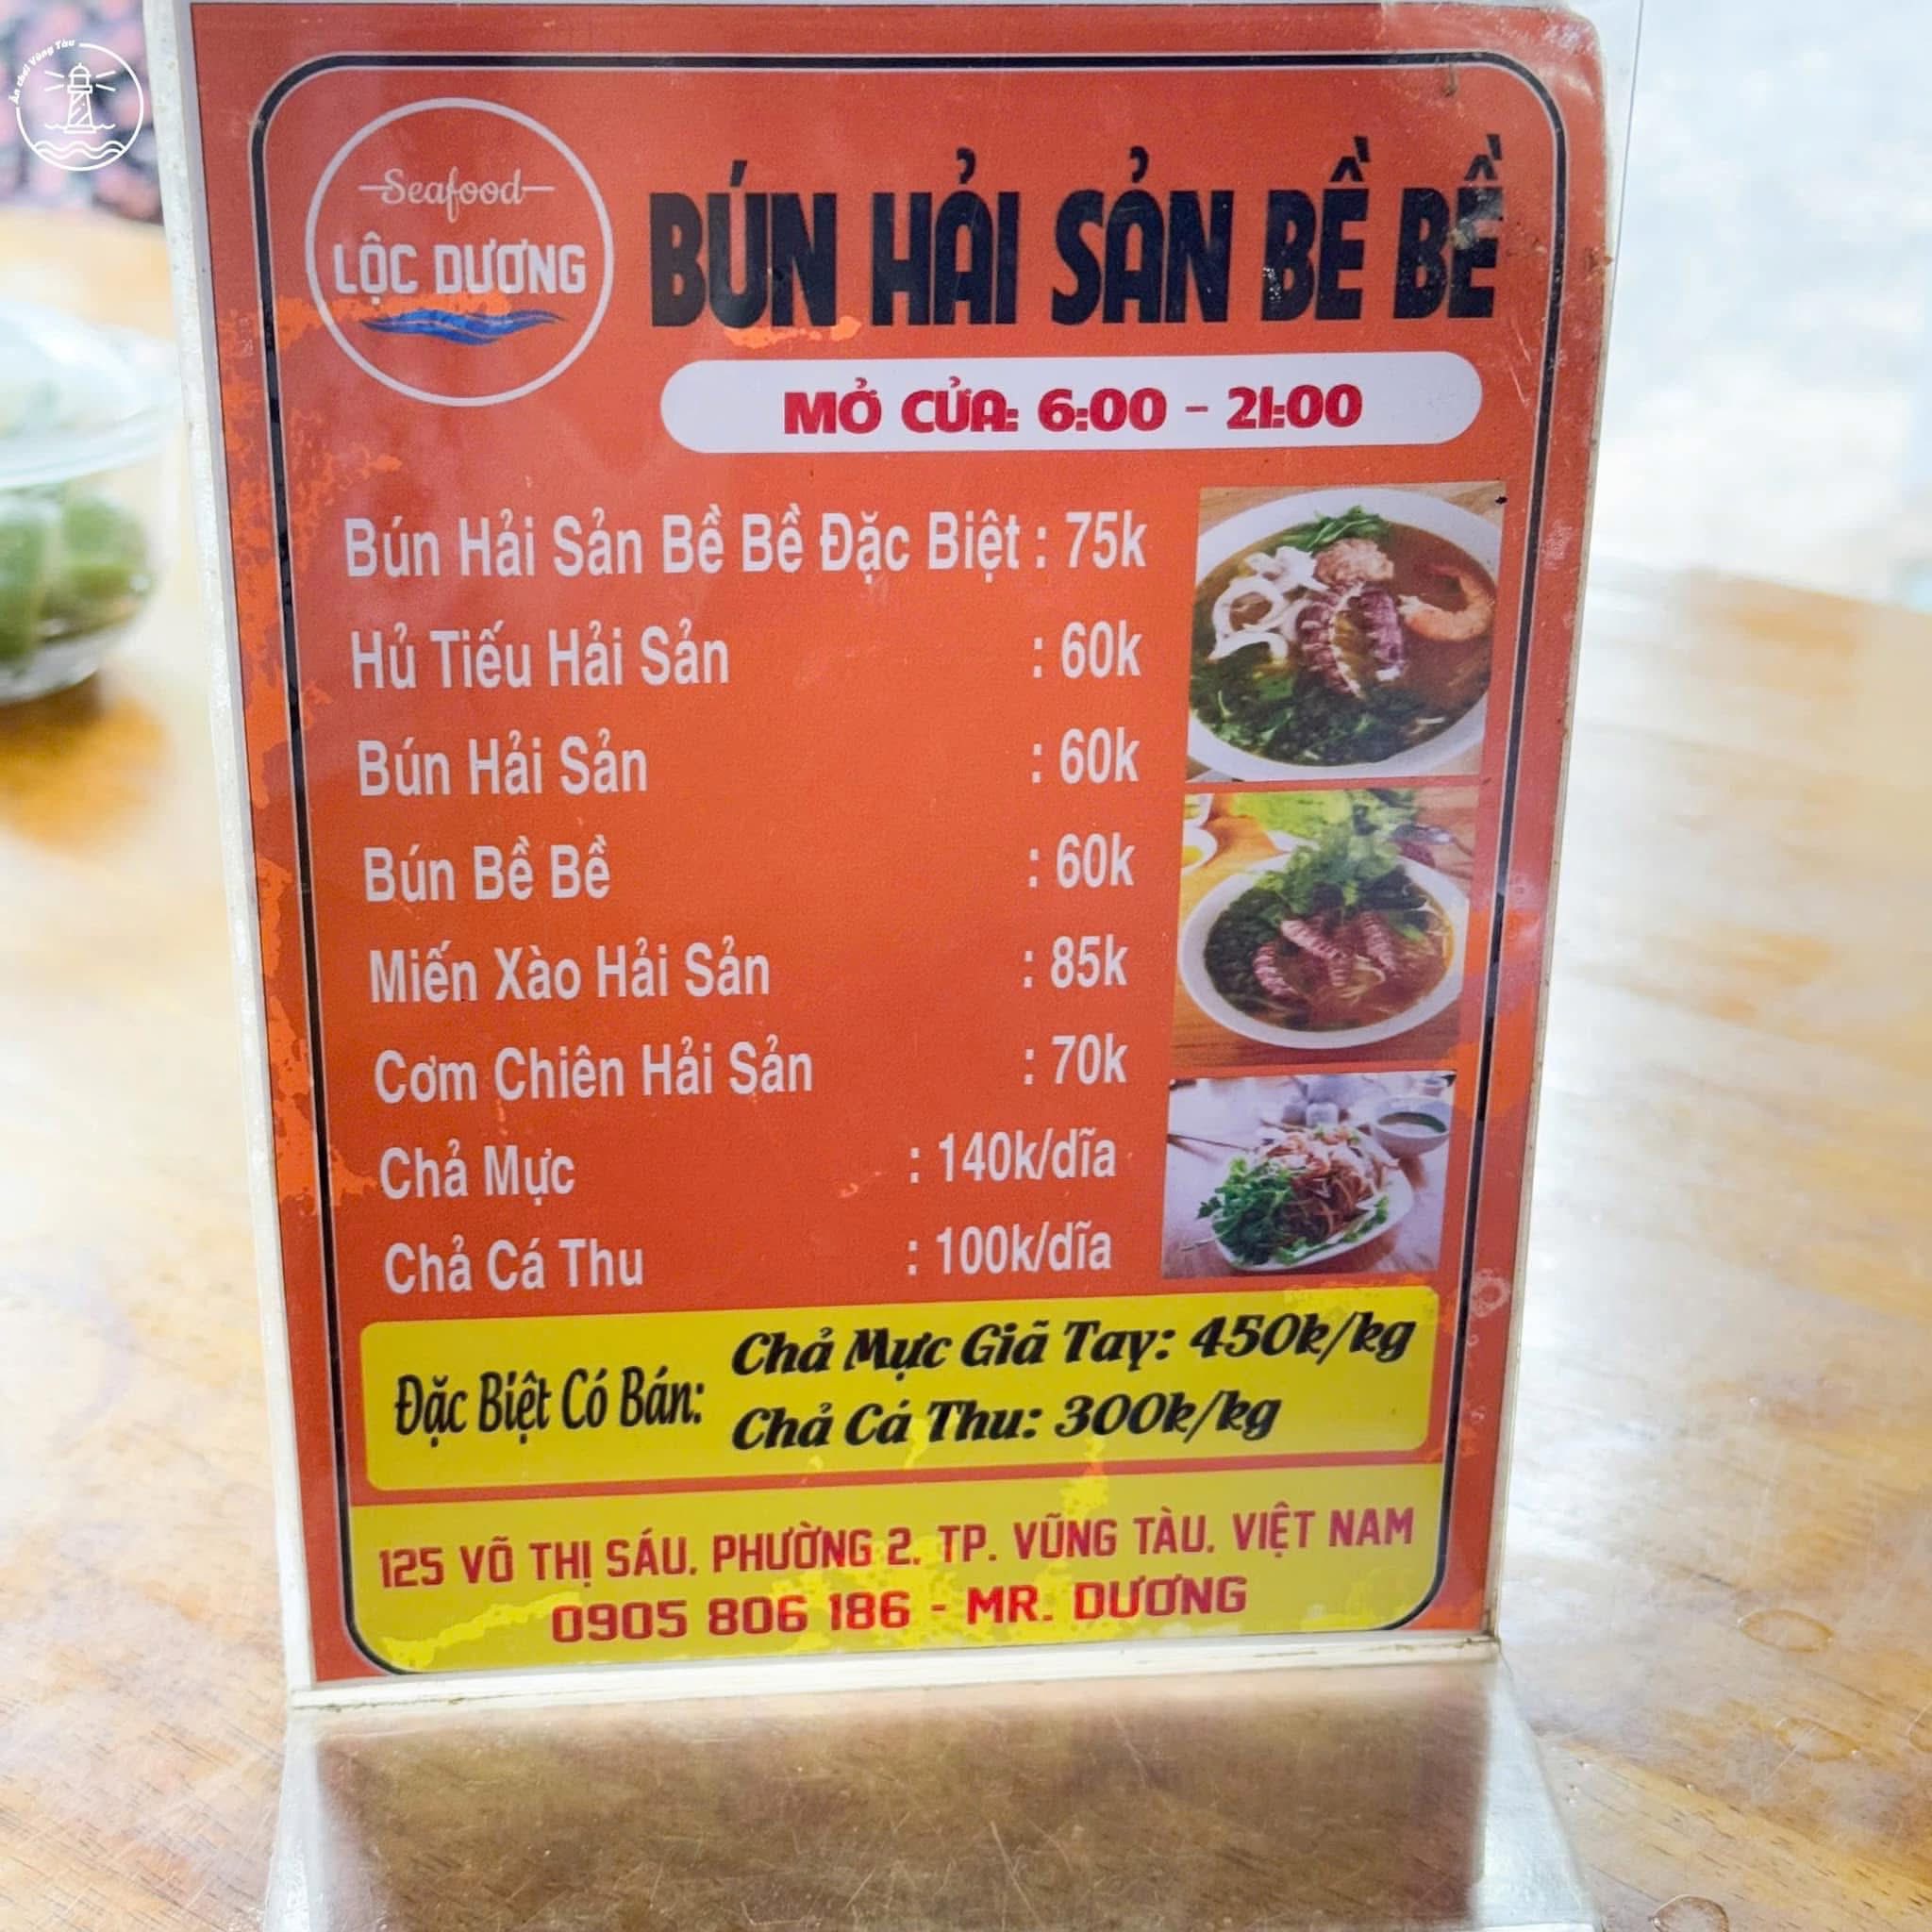 Ăn chơi Vũng Tàu
Seafood
LỘC DƯƠNG
BÚN HẢI SẢN BỀ BỀ
MỞ CỬA: 6:00 - 21:00
Bún Hải Sản Bề Bề Đặc Biệt : 75k
Hủ Tiếu Hải Sản : 60k
Bún Hải Sản : 60k
Bún Bề Bề : 60k
Miến Xào Hải Sản : 85k
Cơm Chiên Hải Sản : 70k
Chả Mực : 140k/dĩa
Chả Cá Thu : 100k/dĩa
Đặc Biệt Có Bán:
Chả Mực Giã Tay: 450k/kg
Chả Cá Thu: 300k/kg
125 VÕ THỊ SÁU, PHƯỜNG 2, TP. VŨNG TÀU, VIỆT NAM
0905 806 186 - MR. DƯƠNG